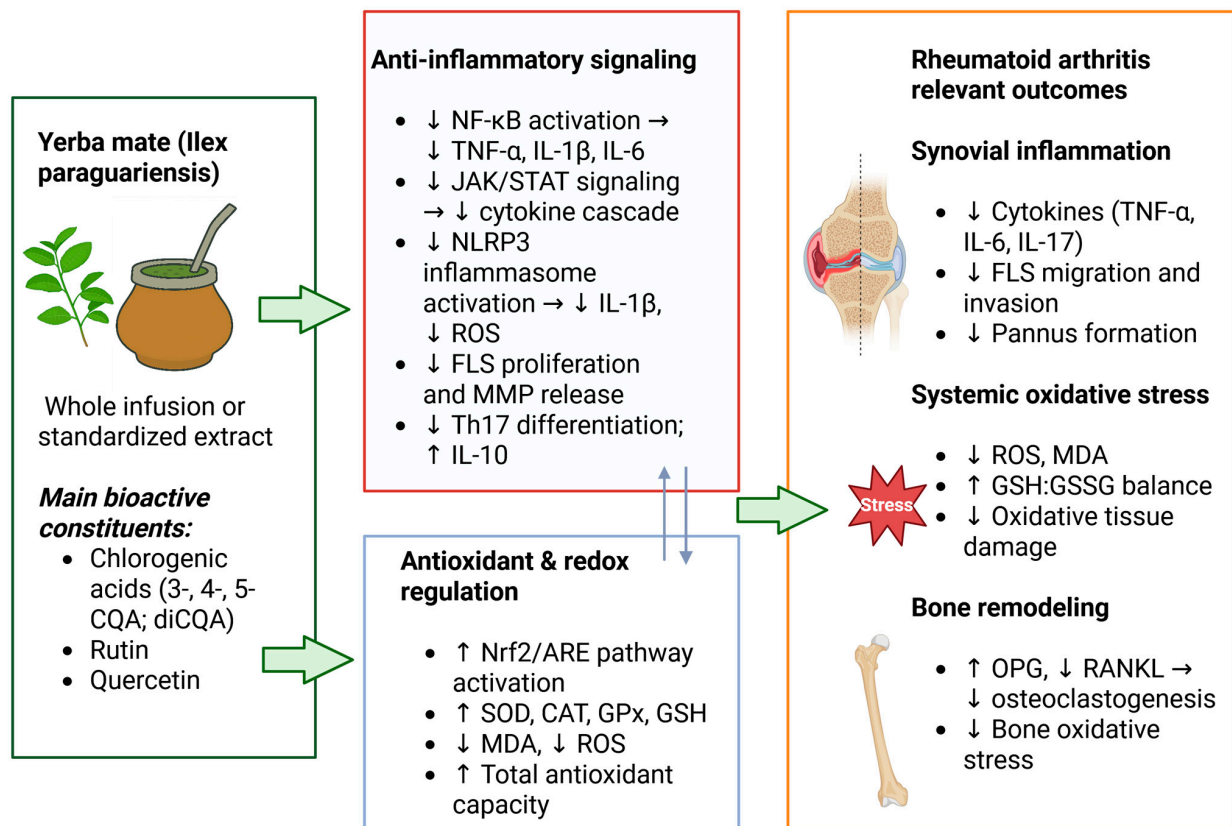 Yerba mate (Ilex
paraguariensis)
Whole infusion or
standardized extract
Main bioactive
constituents:
• Chlorogenic
acids (3-, 4-, 5-
CQA; diCQA)
• Rutin
• Quercetin
Anti-inflammatory signaling
• ↓ NF-κB activation →
↓ TNF-α, IL-1β, IL-6
• ↓ JAK/STAT signaling
→ ↓ cytokine cascade
• ↓ NLRP3
inflammasome
activation → ↓ IL-1β,
↓ ROS
• ↓ FLS proliferation
and MMP release
• ↓ Th17 differentiation;
↑ IL-10
Antioxidant & redox
regulation
• ↑ Nrf2/ARE pathway
activation
• ↑ SOD, CAT, GPx, GSH
• ↓ MDA, ↓ ROS
• ↑ Total antioxidant
capacity
Rheumatoid arthritis
relevant outcomes
Synovial inflammation
• ↓ Cytokines (TNF-α,
IL-6, IL-17)
• ↓ FLS migration and
invasion
• ↓ Pannus formation
Systemic oxidative stress
Stress
• ↓ ROS, MDA
• ↑ GSH:GSSG balance
• ↓ Oxidative tissue
damage
Bone remodeling
• ↑ OPG, ↓ RANKL →
↓ osteoclastogenesis
• ↓ Bone oxidative
stress